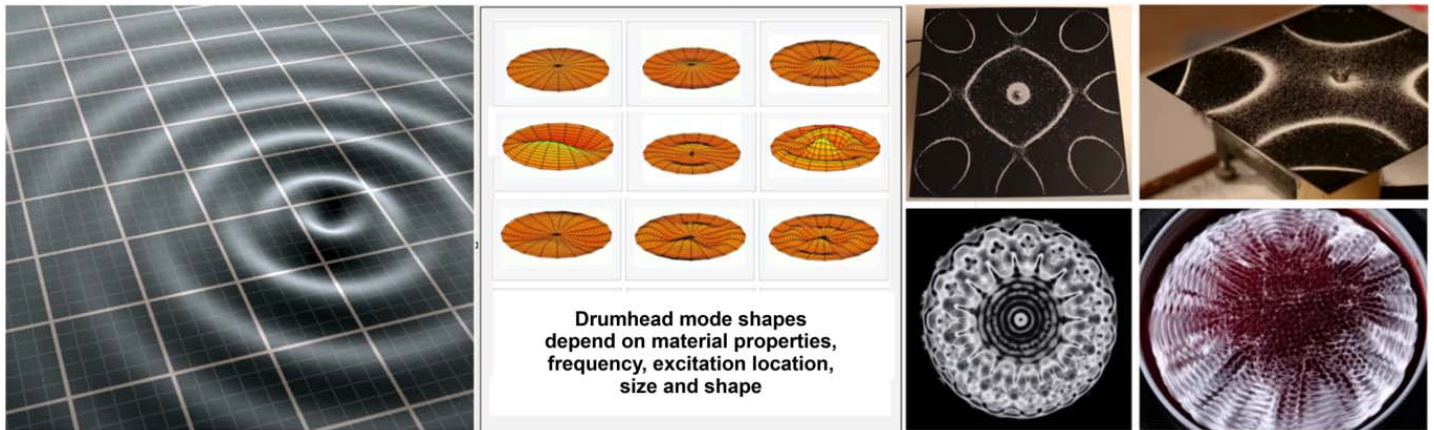 Drumhead mode shapes
depend on material properties,
frequency, excitation location,
size and shape